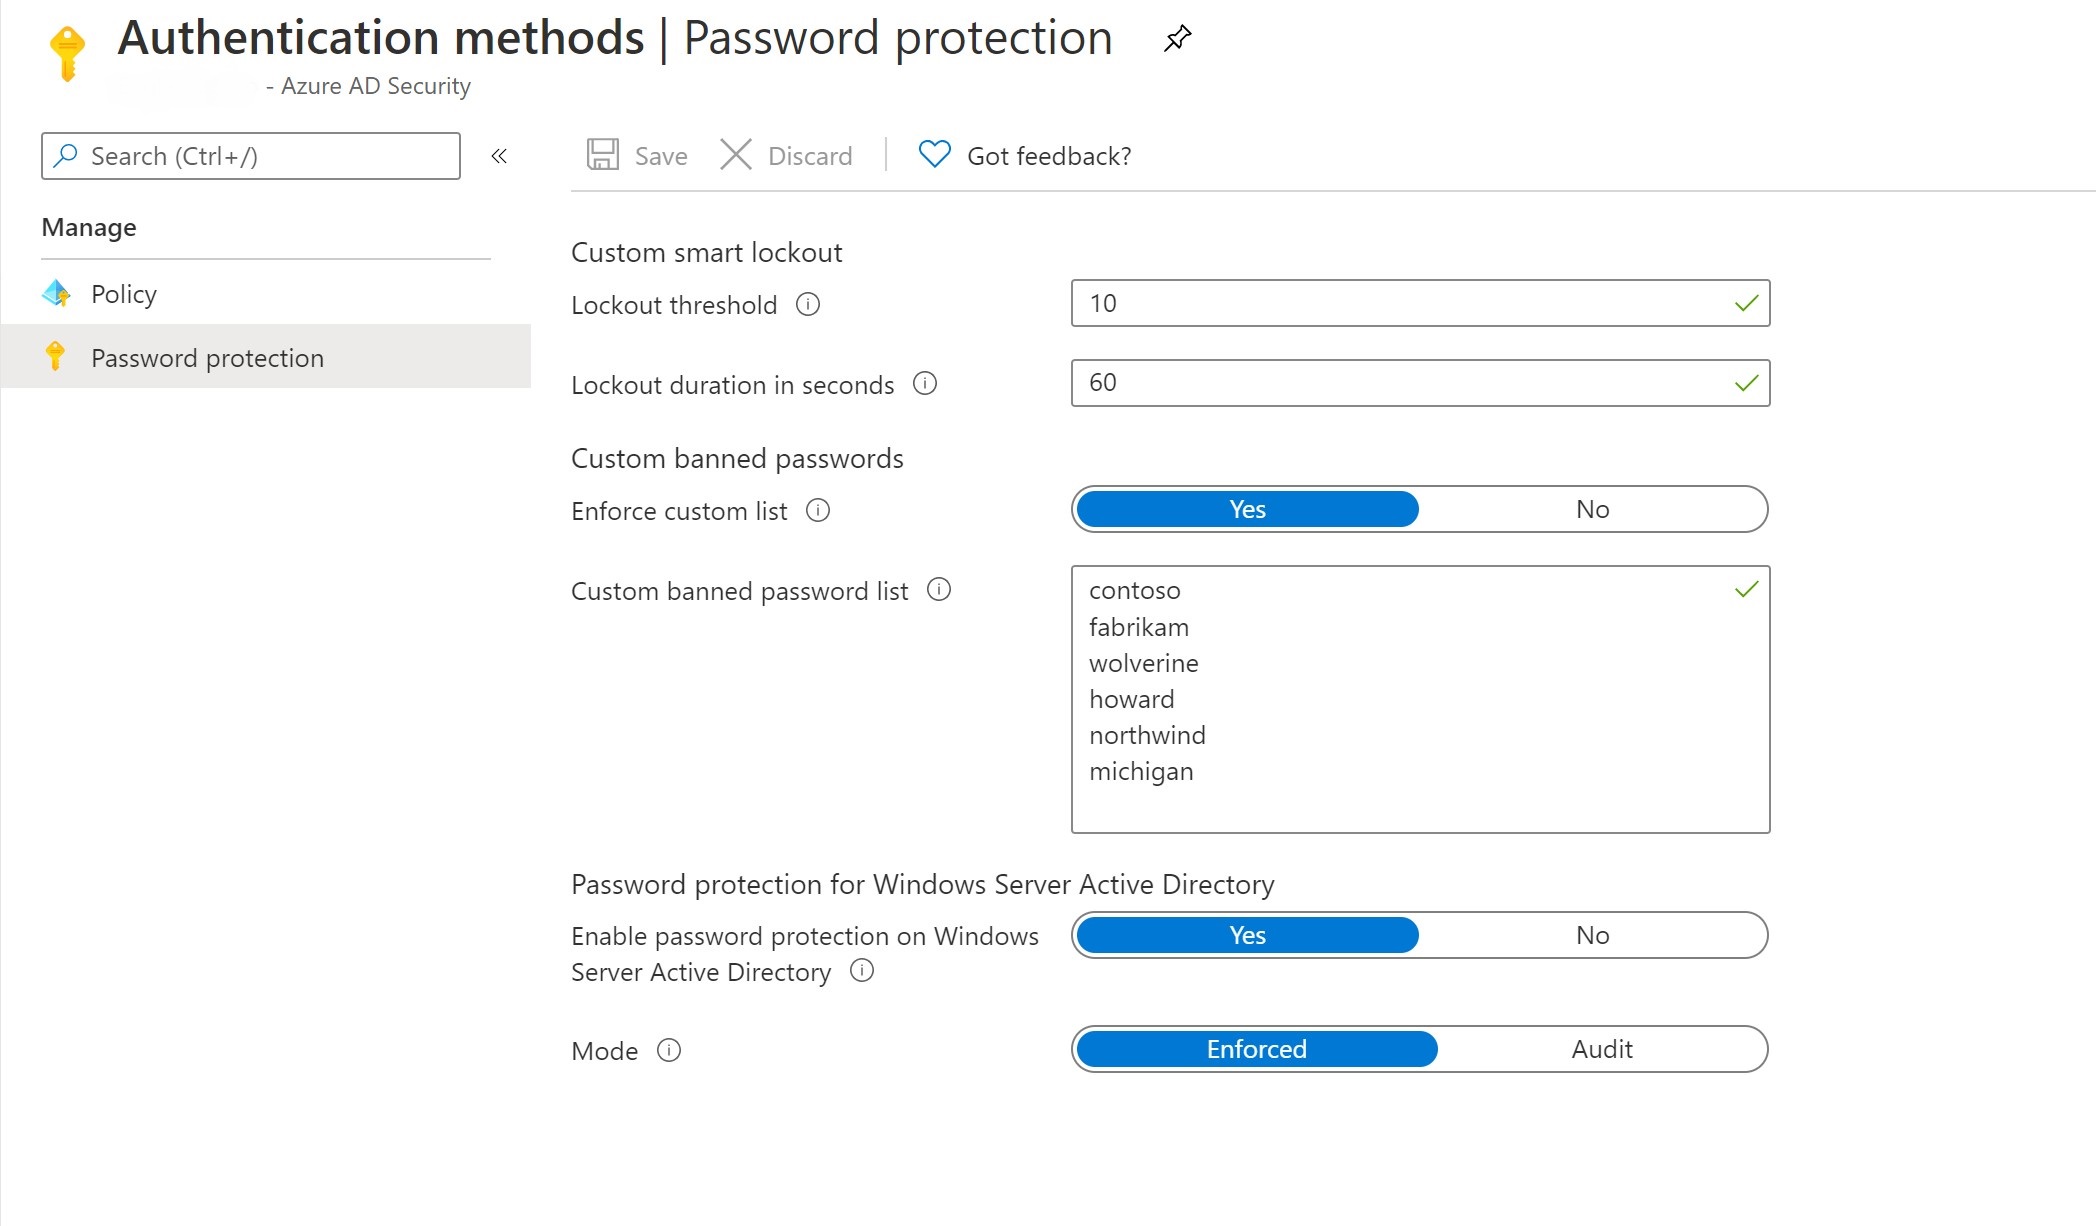 Authentication methods | Password protection
- Azure AD Security
Search (Ctrl+/)
«
Save
Discard
Got feedback?
Manage
Policy
Password protection
Custom smart lockout
Lockout threshold
10
Lockout duration in seconds
60
Custom banned passwords
Enforce custom list
Yes
No
Custom banned password list
contoso
fabrikam
wolverine
howard
northwind
michigan
Password protection for Windows Server Active Directory
Enable password protection on Windows
Server Active Directory
Yes
No
Mode
Enforced
Audit